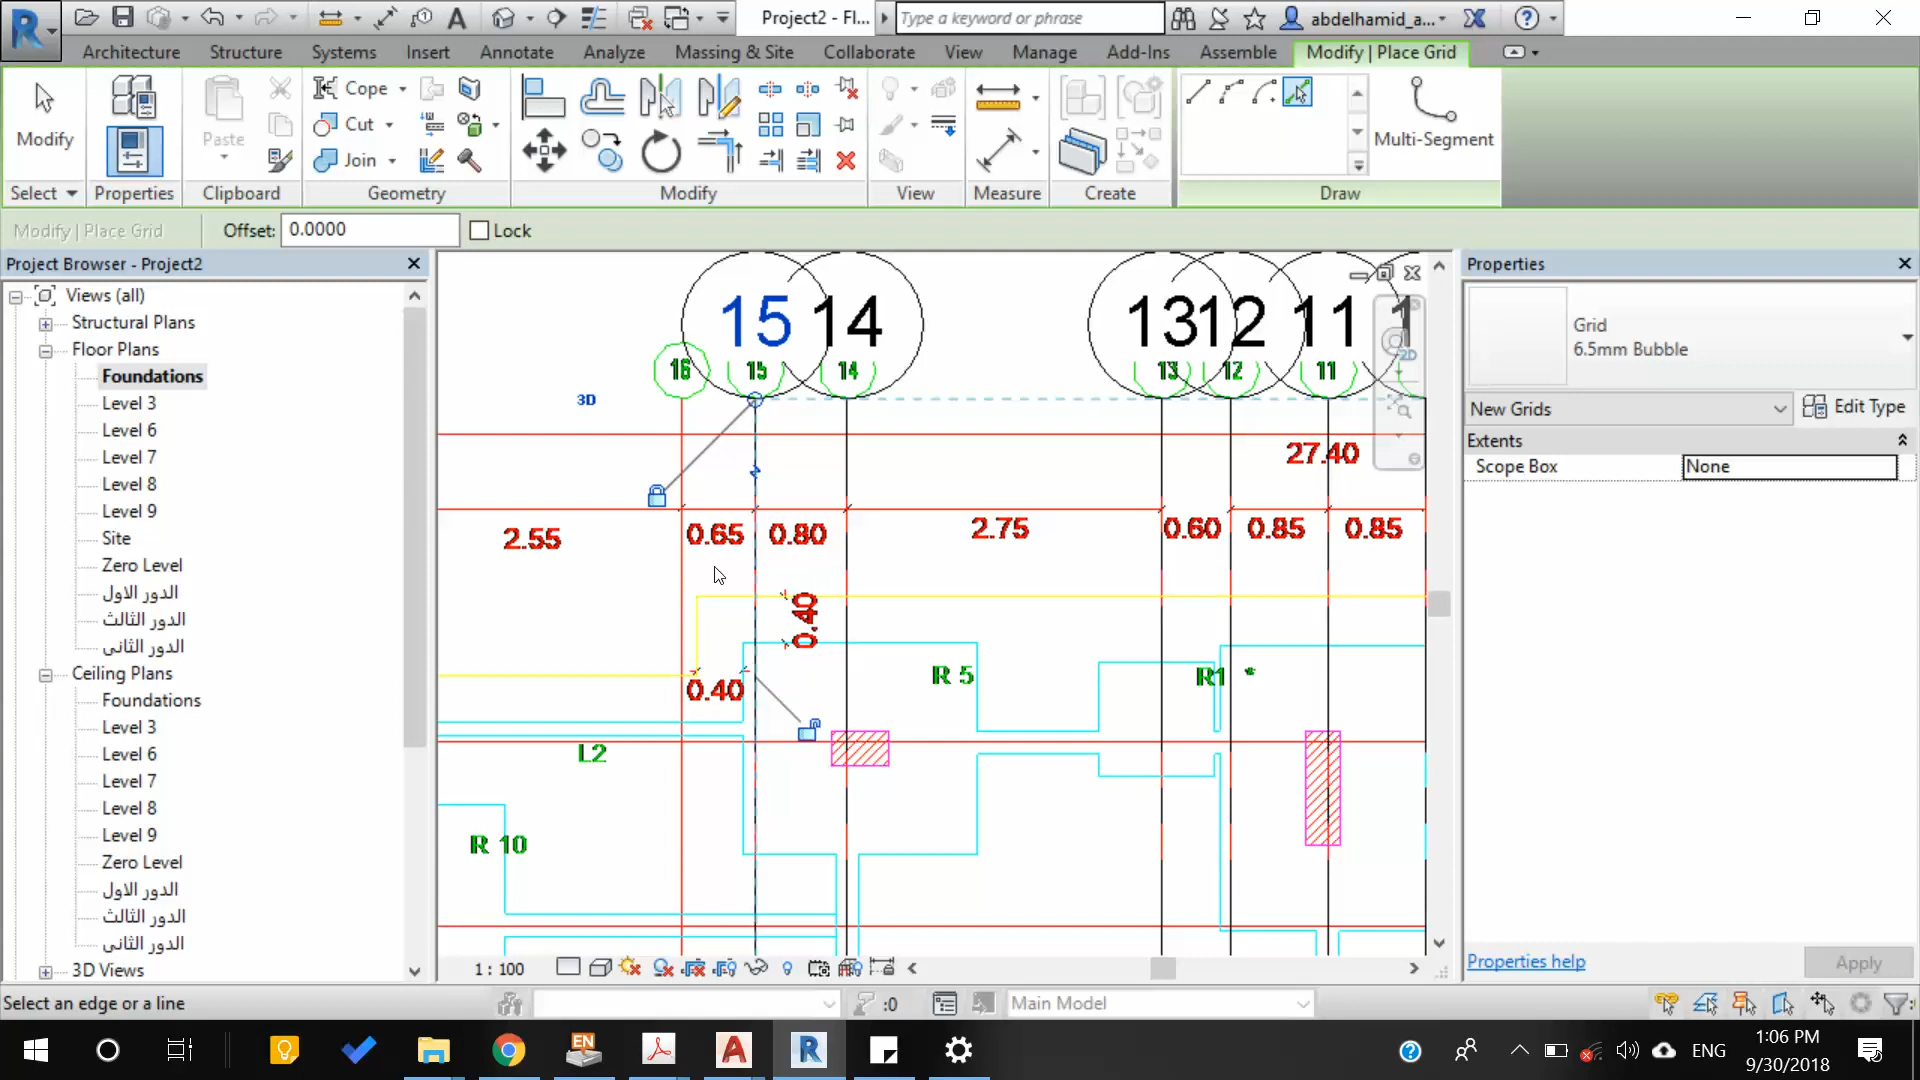 Project2 - Fl...
Type a keyword or phrase
abdelhamid_a...
Architecture
Structure
Systems
Insert
Annotate
Analyze
Massing & Site
Collaborate
View
Manage
Add-Ins
Assemble
Modify | Place Grid
Modify
Paste
Cope
Cut
Join
Multi-Segment
Select
Properties
Clipboard
Geometry
Modify
View
Measure
Create
Draw
Modify | Place Grid
Offset: 0.0000
Lock
Project Browser - Project2
Views (all)
Structural Plans
Floor Plans
Foundations
Level 3
Level 6
Level 7
Level 8
Level 9
Site
Zero Level
الدور الاول
الدور الثالث
الدور الثانى
Ceiling Plans
Foundations
Level 3
Level 6
Level 7
Level 8
Level 9
Zero Level
الدور الاول
الدور الثالث
الدور الثانى
3D Views
15 14 13 12 11 1
16 15 14 13 12 11
3D
2D
27.40
2.55 0.65 0.80 2.75 0.60 0.85 0.85
0.40
0.40
R 5
R1 *
L2
R 10
1 : 100
Properties
Grid
6.5mm Bubble
New Grids
Edit Type
Extents
Scope Box
None
Properties help
Apply
Select an edge or a line
:0
Main Model
EN
ENG
1:06 PM
9/30/2018